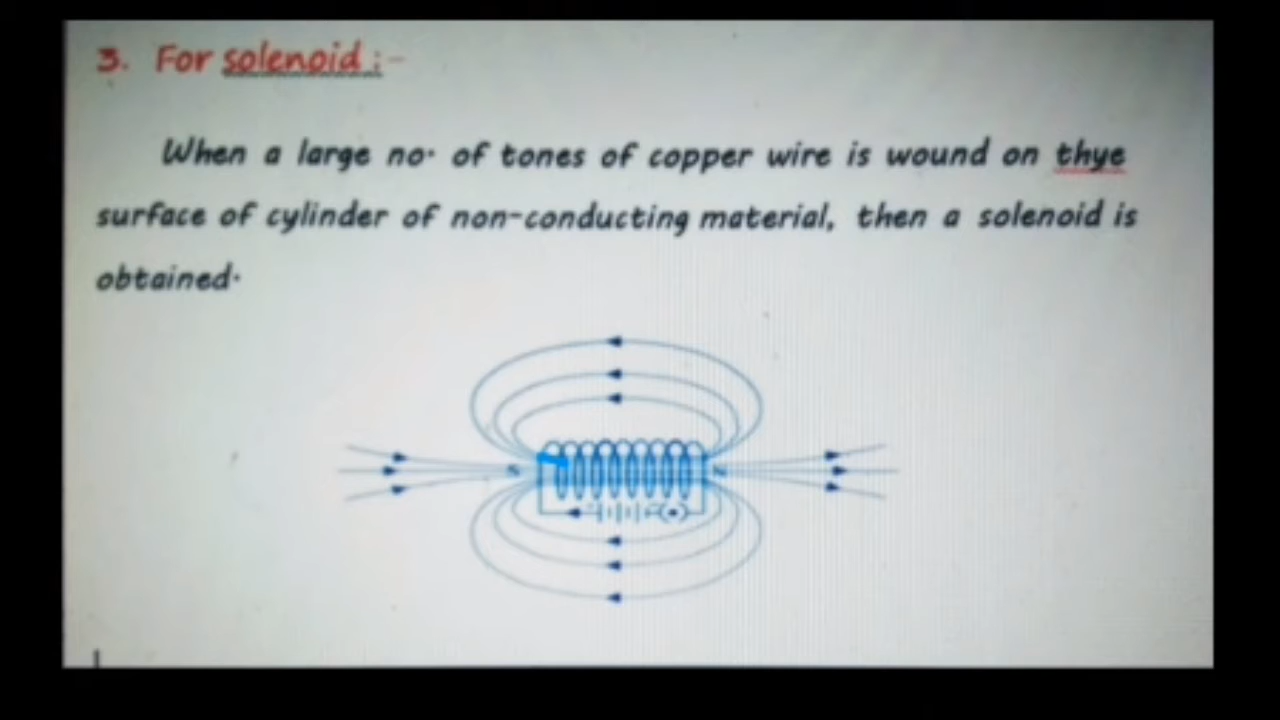 3. For solenoid :-
When a large no. of tones of copper wire is wound on thye
surface of cylinder of non-conducting material, then a solenoid is
obtained.
S N